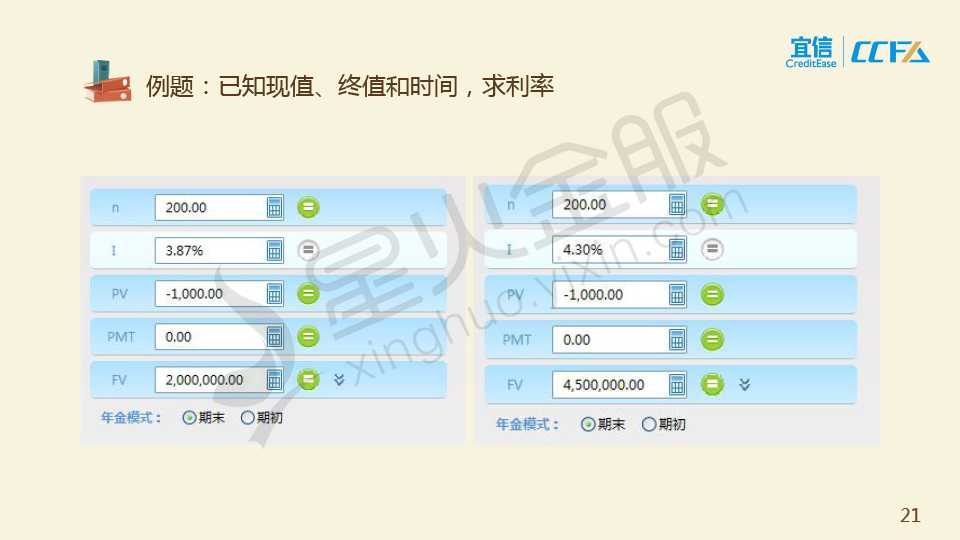 宜信
CreditEase
CCFA
例题：已知现值、终值和时间，求利率
n 200.00
I 3.87%
PV -1,000.00
PMT 0.00
FV 2,000,000.00
年金模式： 期末 期初
n 200.00
I 4.30%
PV -1,000.00
PMT 0.00
FV 4,500,000.00
年金模式： 期末 期初
星火金服
xinghuo.yixin.com
21